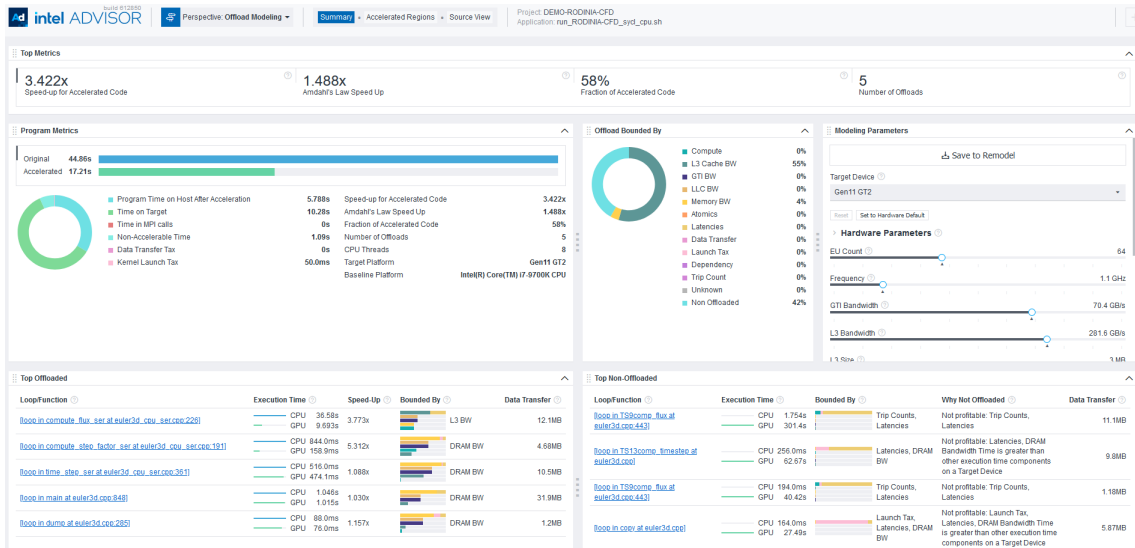 build 612850
intel ADVISOR
Perspective: Offload Modeling
Summary
Accelerated Regions
Source View
Project: DEMO-RODINIA-CFD
Application: run_RODINIA-CFD_sycl_cpu.sh
Top Metrics
3.422x
Speed-up for Accelerated Code
1.488x
Amdahl's Law Speed Up
58%
Fraction of Accelerated Code
5
Number of Offloads
Program Metrics
Original 44.86s
Accelerated 17.21s
Program Time on Host After Acceleration 5.788s
Time on Target 10.28s
Time in MPI calls 0s
Non-Accelerable Time 1.09s
Data Transfer Tax 0s
Kernel Launch Tax 50.0ms
Speed-up for Accelerated Code 3.422x
Amdahl's Law Speed Up 1.488x
Fraction of Accelerated Code 58%
Number of Offloads 5
CPU Threads 8
Target Platform Gen11 GT2
Baseline Platform Intel(R) Core(TM) i7-9700K CPU
Offload Bounded By
Compute 0%
L3 Cache BW 55%
GTI BW 0%
LLC BW 0%
Memory BW 4%
Atomics 0%
Latencies 0%
Data Transfer 0%
Launch Tax 0%
Dependency 0%
Trip Count 0%
Unknown 0%
Non Offloaded 42%
Modeling Parameters
Save to Remodel
Target Device
Gen11 GT2
Reset Set to Hardware Default
Hardware Parameters
EU Count 64
Frequency 1.1 GHz
GTI Bandwidth 70.4 GB/s
L3 Bandwidth 281.6 GB/s
L3 Size 3 MB
Top Offloaded
Loop/Function Execution Time Speed-Up Bounded By Data Transfer
[loop in compute_flux_ser at euler3d_cpu_ser.cpp:226] CPU 36.58s GPU 9.693s 3.773x L3 BW 12.1MB
[loop in compute_step_factor_ser at euler3d_cpu_ser.cpp:191] CPU 844.0ms GPU 158.9ms 5.312x DRAM BW 4.68MB
[loop in time_step_ser at euler3d_cpu_ser.cpp:361] CPU 516.0ms GPU 474.1ms 1.088x DRAM BW 10.5MB
[loop in main at euler3d.cpp:848] CPU 1.046s GPU 1.015s 1.030x DRAM BW 31.9MB
[loop in dump at euler3d.cpp:285] CPU 88.0ms GPU 76.0ms 1.157x DRAM BW 1.2MB
Top Non-Offloaded
Loop/Function Execution Time Bounded By Why Not Offloaded Data Transfer
[loop in TS9comp_flux at euler3d.cpp:443] CPU 1.754s GPU 301.4s Trip Counts, Latencies Not profitable: Trip Counts, Latencies 11.1MB
[loop in TS13comp_timestep at euler3d.cpp] CPU 256.0ms GPU 62.67s Latencies, DRAM BW Not profitable: Latencies, DRAM Bandwidth Time is greater than other execution time components on a Target Device 9.8MB
[loop in TS9comp_flux at euler3d.cpp:443] CPU 194.0ms GPU 40.42s Trip Counts, Latencies Not profitable: Trip Counts, Latencies 1.18MB
[loop in copy at euler3d.cpp] CPU 164.0ms GPU 27.49s Launch Tax, Latencies, DRAM BW Not profitable: Launch Tax, Latencies, DRAM Bandwidth Time is greater than other execution time components on a Target Device 5.87MB